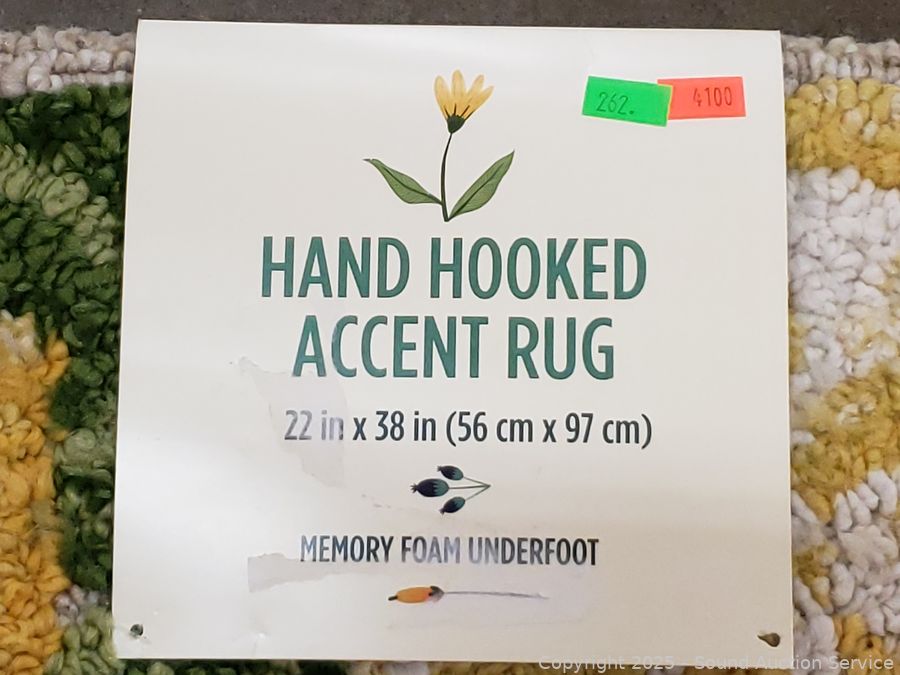 262.
4100
HAND HOOKED
ACCENT RUG
22 in x 38 in (56 cm x 97 cm)
MEMORY FOAM UNDERFOOT
Copyright 2025 - Sound Auction Service